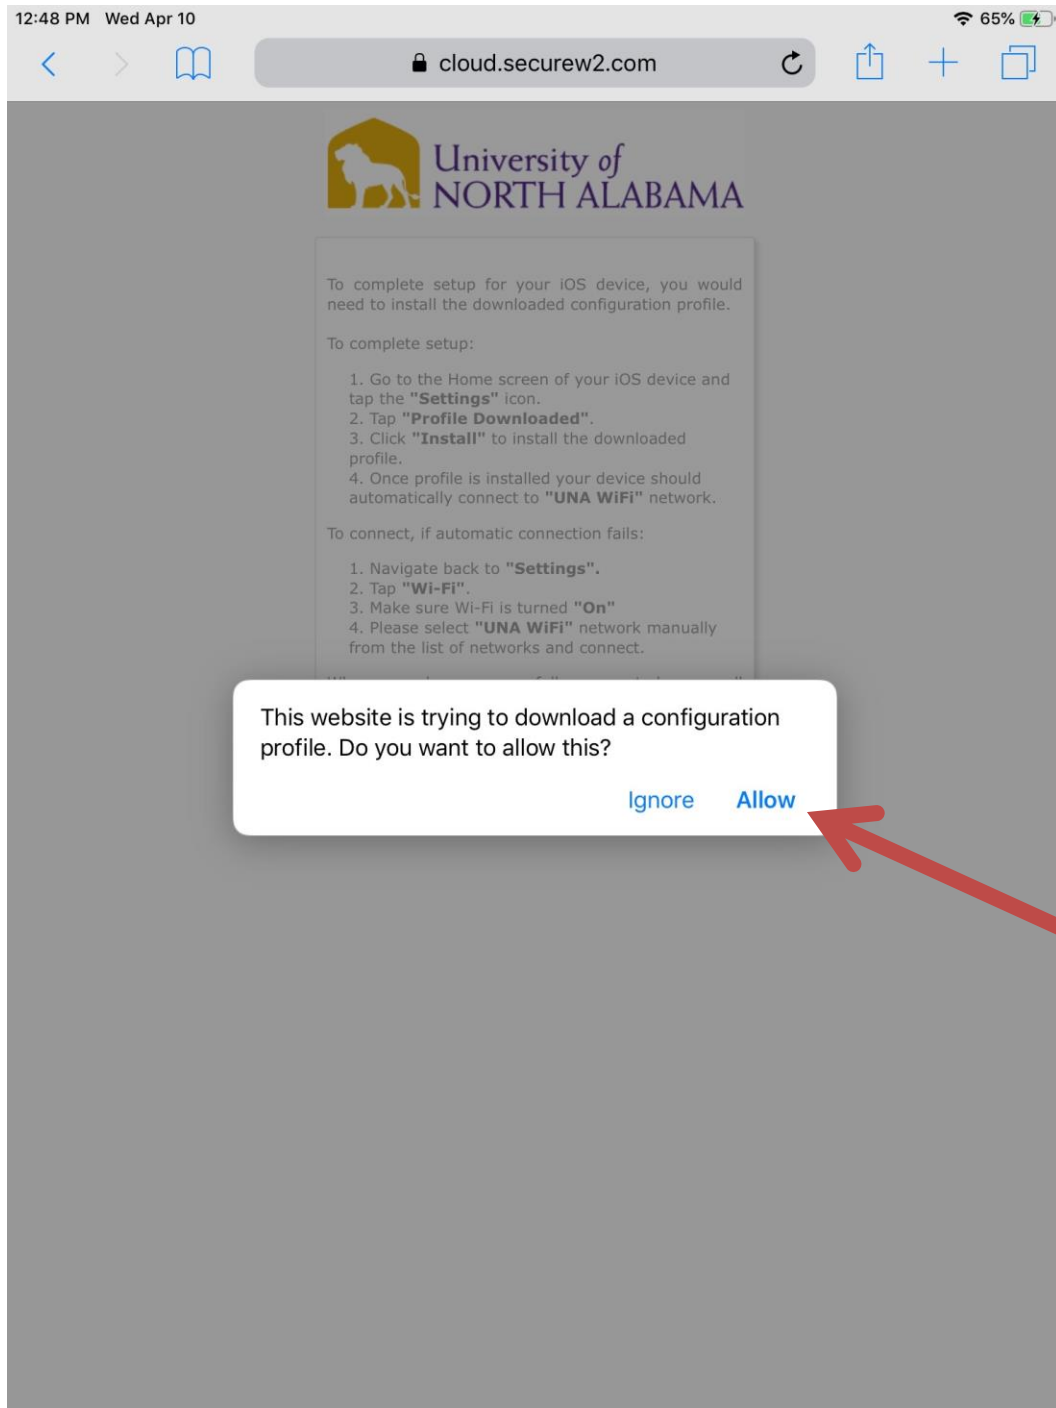 12:48 PM Wed Apr 10
65%
cloud.securew2.com
University of
NORTH ALABAMA
To complete setup for your iOS device, you would
need to install the downloaded configuration profile.
To complete setup:
1. Go to the Home screen of your iOS device and
tap the "Settings" icon.
2. Tap "Profile Downloaded".
3. Click "Install" to install the downloaded
profile.
4. Once profile is installed your device should
automatically connect to "UNA WiFi" network.
To connect, if automatic connection fails:
1. Navigate back to "Settings".
2. Tap "Wi-Fi".
3. Make sure Wi-Fi is turned "On"
4. Please select "UNA WiFi" network manually
from the list of networks and connect.
This website is trying to download a configuration
profile. Do you want to allow this?
Ignore Allow